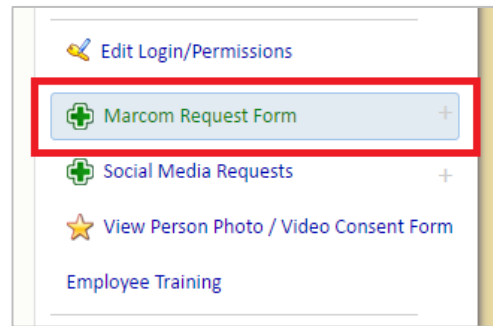 Edit Login/Permissions
Marcom Request Form +
Social Media Requests +
View Person Photo / Video Consent Form
Employee Training